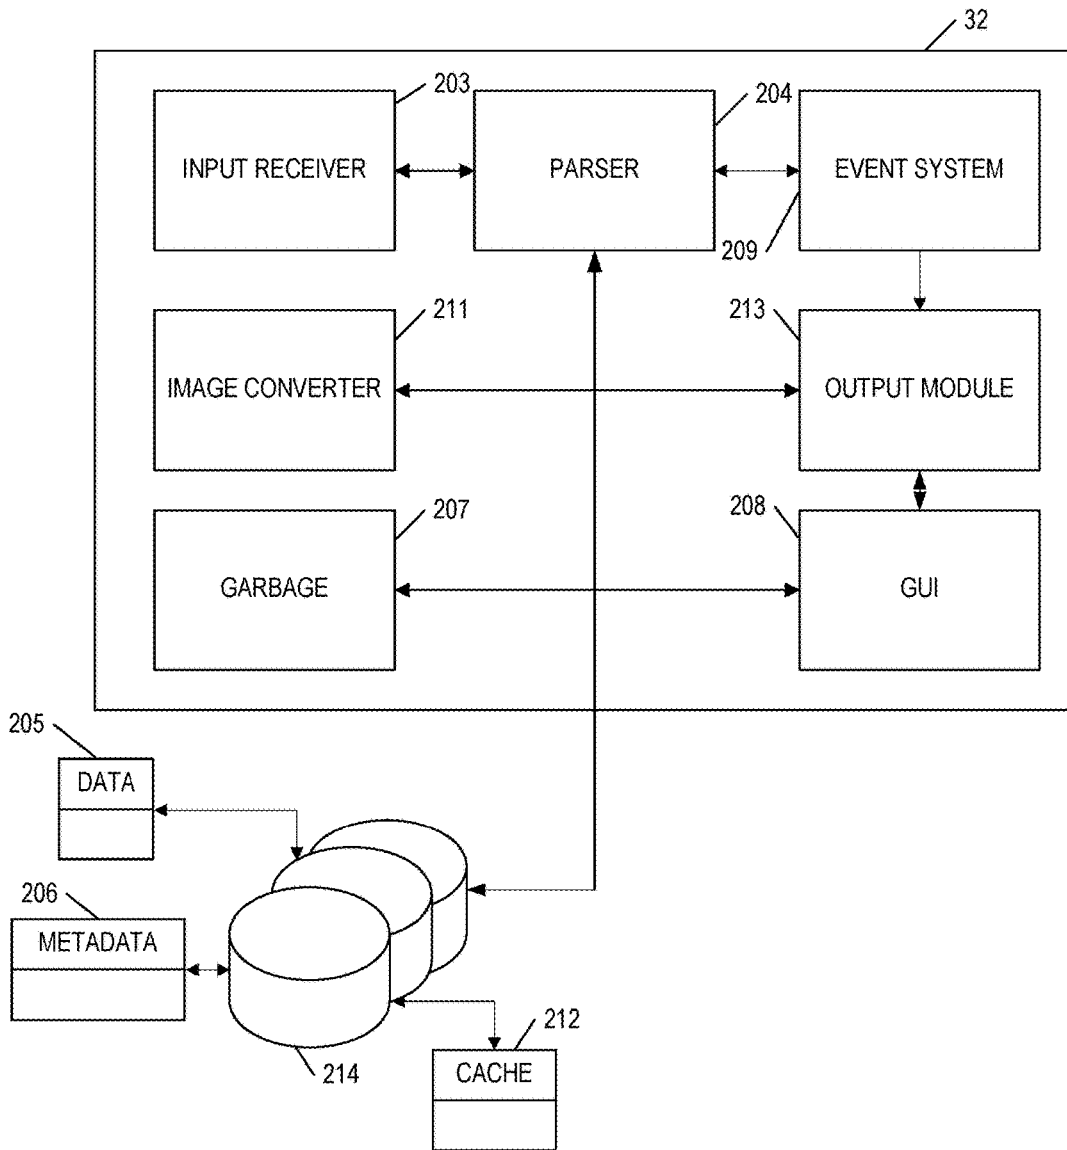 32
203
204
INPUT RECEIVER
PARSER
EVENT SYSTEM
209
211
213
IMAGE CONVERTER
OUTPUT MODULE
207
208
GARBAGE
GUI
205
DATA
206
METADATA
214
212
CACHE